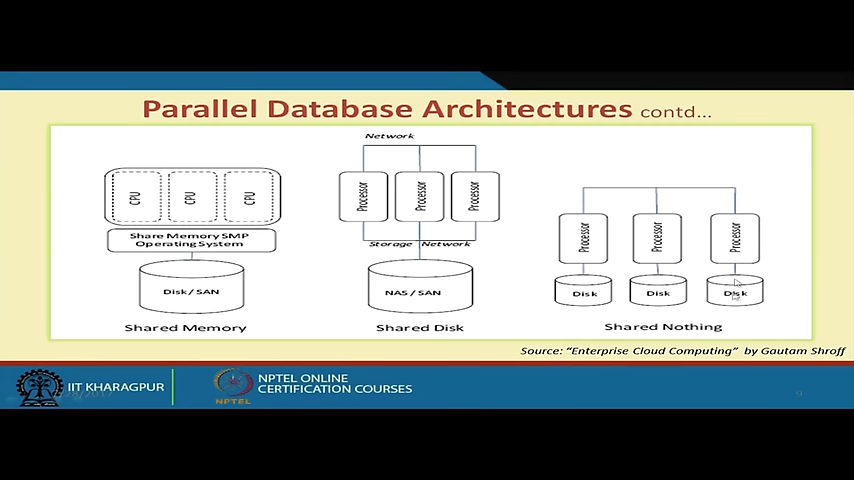 Parallel Database Architectures contd...
Network
CPU
CPU
CPU
Processor
Processor
Processor
Share Memory SMP
Operating System
Storage Network
Disk / SAN
NAS / SAN
Processor
Processor
Processor
Disk
Disk
Disk
Shared Memory
Shared Disk
Shared Nothing
Source: “Enterprise Cloud Computing” by Gautam Shroff
IIT KHARAGPUR
NPTEL
NPTEL ONLINE
CERTIFICATION COURSES
9